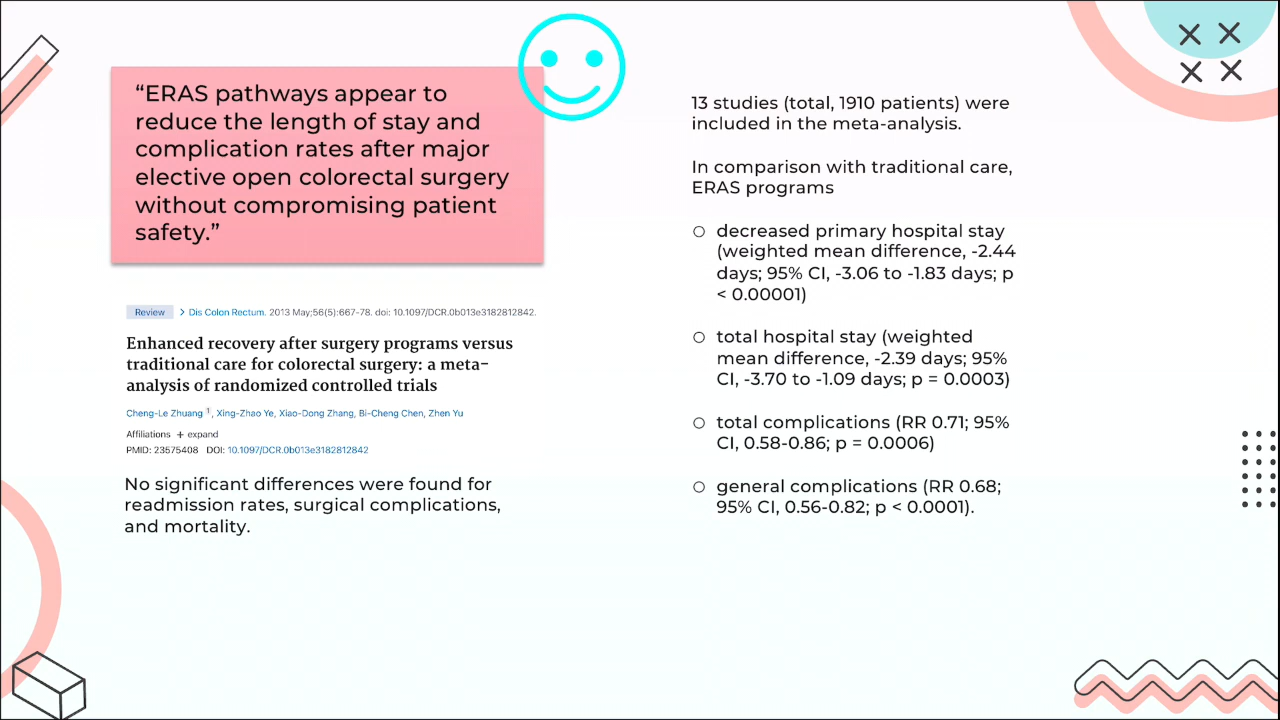 “ERAS pathways appear to
reduce the length of stay and
complication rates after major
elective open colorectal surgery
without compromising patient
safety.”
Review > Dis Colon Rectum. 2013 May;56(5):667-78. doi: 10.1097/DCR.0b013e3182812842.
Enhanced recovery after surgery programs versus
traditional care for colorectal surgery: a meta-
analysis of randomized controlled trials
Cheng-Le Zhuang 1, Xing-Zhao Ye, Xiao-Dong Zhang, Bi-Cheng Chen, Zhen Yu
Affiliations + expand
PMID: 23575408 DOI: 10.1097/DCR.0b013e3182812842
No significant differences were found for
readmission rates, surgical complications,
and mortality.
13 studies (total, 1910 patients) were
included in the meta-analysis.
In comparison with traditional care,
ERAS programs
decreased primary hospital stay
(weighted mean difference, -2.44
days; 95% CI, -3.06 to -1.83 days; p
< 0.00001)
total hospital stay (weighted
mean difference, -2.39 days; 95%
CI, -3.70 to -1.09 days; p = 0.0003)
total complications (RR 0.71; 95%
CI, 0.58-0.86; p = 0.0006)
general complications (RR 0.68;
95% CI, 0.56-0.82; p < 0.0001).